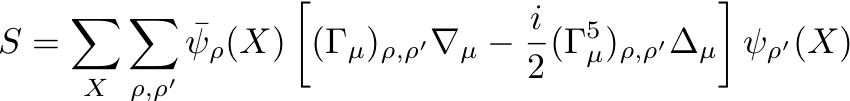 S = \sum_{X} \sum_{\rho,\rho'} \bar{\psi}_{\rho}(X) \left[ (\Gamma_{\mu})_{\rho,\rho'} \nabla_{\mu} - \frac{i}{2} (\Gamma^{5}_{\mu})_{\rho,\rho'} \Delta_{\mu} \right] \psi_{\rho'}(X)